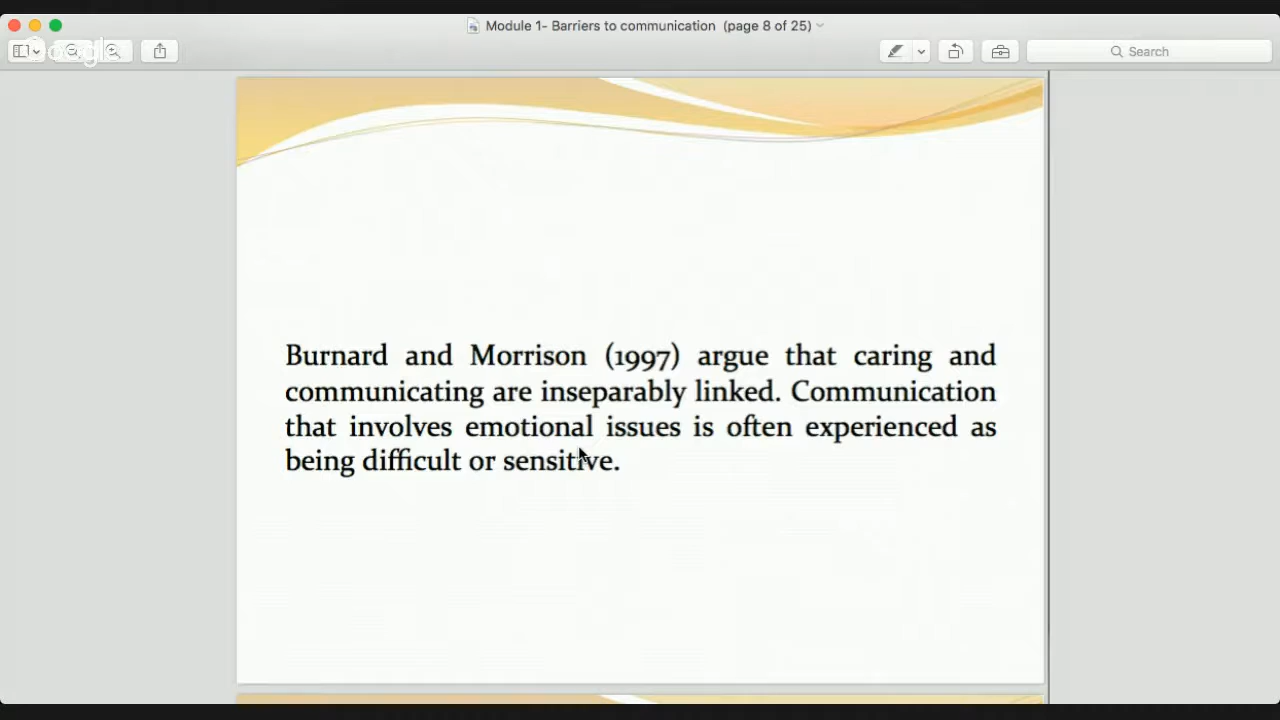 Module 1- Barriers to communication (page 8 of 25)
Google
Search
Burnard and Morrison (1997) argue that caring and
communicating are inseparably linked. Communication
that involves emotional issues is often experienced as
being difficult or sensitive.